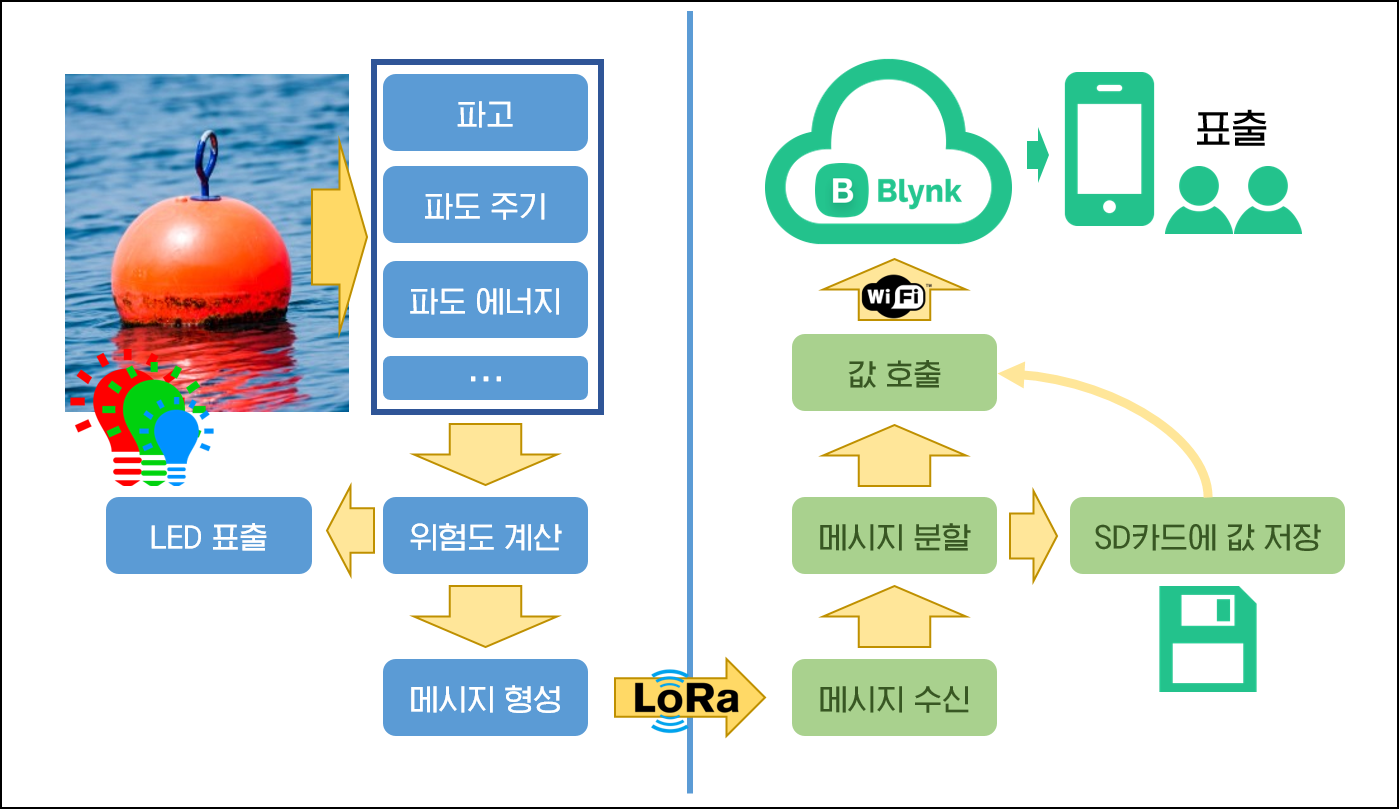 파고
파도 주기
파도 에너지
...
LED 표출
위험도 계산
메시지 형성
LoRa
B Blynk
표출
WiFi™
값 호출
메시지 분할
SD카드에 값 저장
메시지 수신